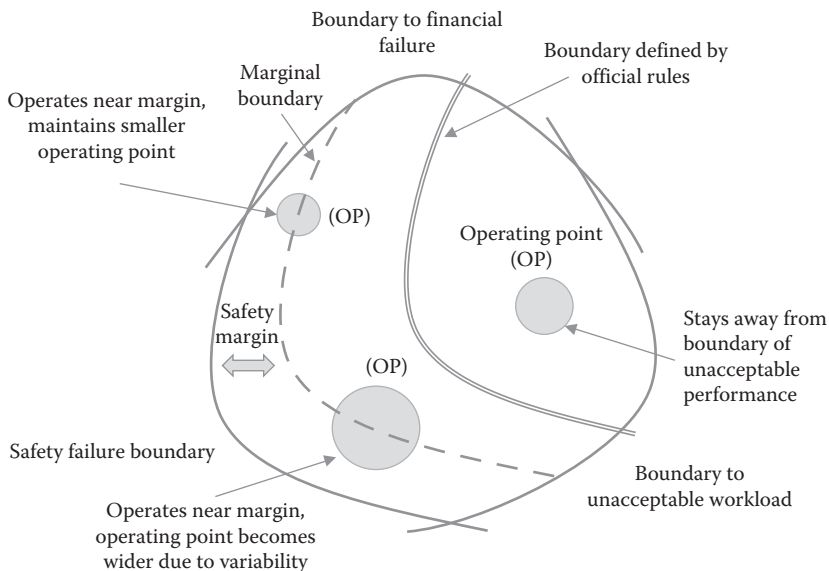 Boundary to financial
failure
Boundary defined by
official rules
Marginal
boundary
Operates near margin,
maintains smaller
operating point
(OP)
Operating point
(OP)
Safety
margin
Stays away from
boundary of
unacceptable
performance
(OP)
Safety failure boundary
Boundary to
unacceptable workload
Operates near margin,
operating point becomes
wider due to variability